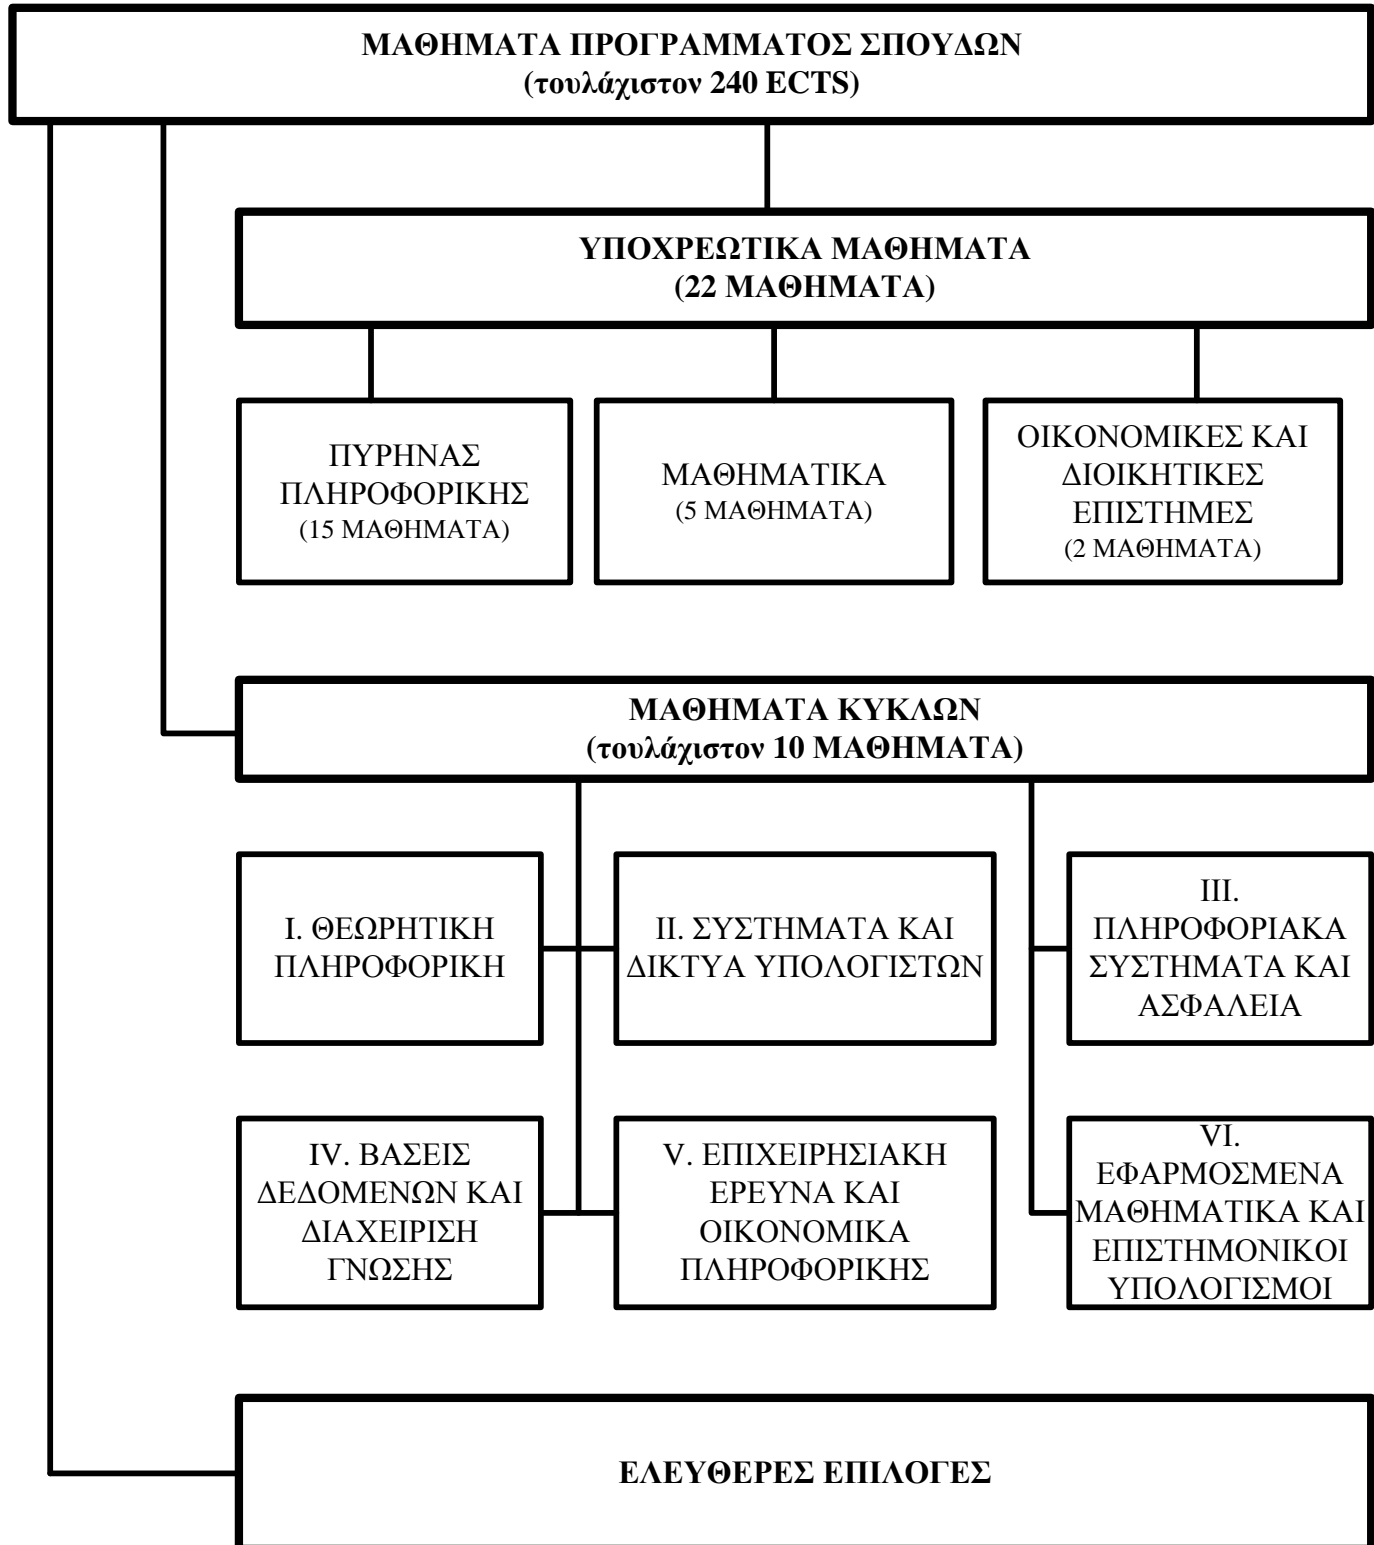 ΜΑΘΗΜΑΤΑ ΠΡΟΓΡΑΜΜΑΤΟΣ ΣΠΟΥΔΩΝ
(τουλάχιστον 240 ECTS)
ΥΠΟΧΡΕΩΤΙΚΑ ΜΑΘΗΜΑΤΑ
(22 ΜΑΘΗΜΑΤΑ)
ΠΥΡΗΝΑΣ
ΠΛΗΡΟΦΟΡΙΚΗΣ
(15 ΜΑΘΗΜΑΤΑ)
ΜΑΘΗΜΑΤΙΚΑ
(5 ΜΑΘΗΜΑΤΑ)
ΟΙΚΟΝΟΜΙΚΕΣ ΚΑΙ
ΔΙΟΙΚΗΤΙΚΕΣ
ΕΠΙΣΤΗΜΕΣ
(2 ΜΑΘΗΜΑΤΑ)
ΜΑΘΗΜΑΤΑ ΚΥΚΛΩΝ
(τουλάχιστον 10 ΜΑΘΗΜΑΤΑ)
I. ΘΕΩΡΗΤΙΚΗ
ΠΛΗΡΟΦΟΡΙΚΗ
II. ΣΥΣΤΗΜΑΤΑ ΚΑΙ
ΔΙΚΤΥΑ ΥΠΟΛΟΓΙΣΤΩΝ
III.
ΠΛΗΡΟΦΟΡΙΑΚΑ
ΣΥΣΤΗΜΑΤΑ ΚΑΙ
ΑΣΦΑΛΕΙΑ
IV. ΒΑΣΕΙΣ
ΔΕΔΟΜΕΝΩΝ ΚΑΙ
ΔΙΑΧΕΙΡΙΣΗ
ΓΝΩΣΗΣ
V. ΕΠΙΧΕΙΡΗΣΙΑΚΗ
ΕΡΕΥΝΑ ΚΑΙ
ΟΙΚΟΝΟΜΙΚΑ
ΠΛΗΡΟΦΟΡΙΚΗΣ
VI.
ΕΦΑΡΜΟΣΜΕΝΑ
ΜΑΘΗΜΑΤΙΚΑ ΚΑΙ
ΕΠΙΣΤΗΜΟΝΙΚΟΙ
ΥΠΟΛΟΓΙΣΜΟΙ
ΕΛΕΥΘΕΡΕΣ ΕΠΙΛΟΓΕΣ